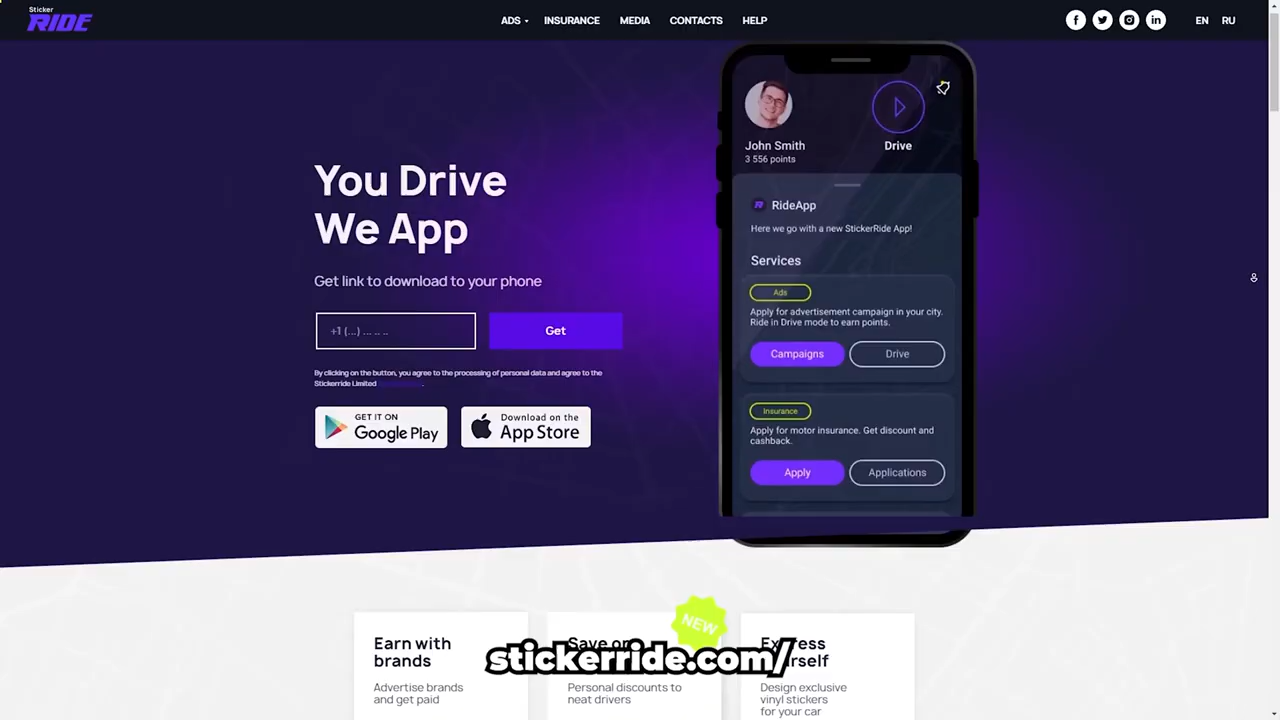 Sticker
RIDE
ADS
INSURANCE
MEDIA
CONTACTS
HELP
EN
RU
You Drive
We App
Get link to download to your phone
+1 (...) ... .. ..
Get
By clicking on the button, you agree to the processing of personal data and agree to the
Stickerride Limited
GET IT ON
Google Play
Download on the
App Store
John Smith
3 556 points
Drive
RideApp
Here we go with a new StickerRide App!
Services
Ads
Apply for advertisement campaign in your city.
Ride in Drive mode to earn points.
Campaigns
Drive
Insurance
Apply for motor insurance. Get discount and
cashback.
Apply
Applications
Earn with
brands
Advertise brands
and get paid
NEW
Save on
Personal discounts to
neat drivers
Design exclusive
vinyl stickers
for your car
stickerride.com/